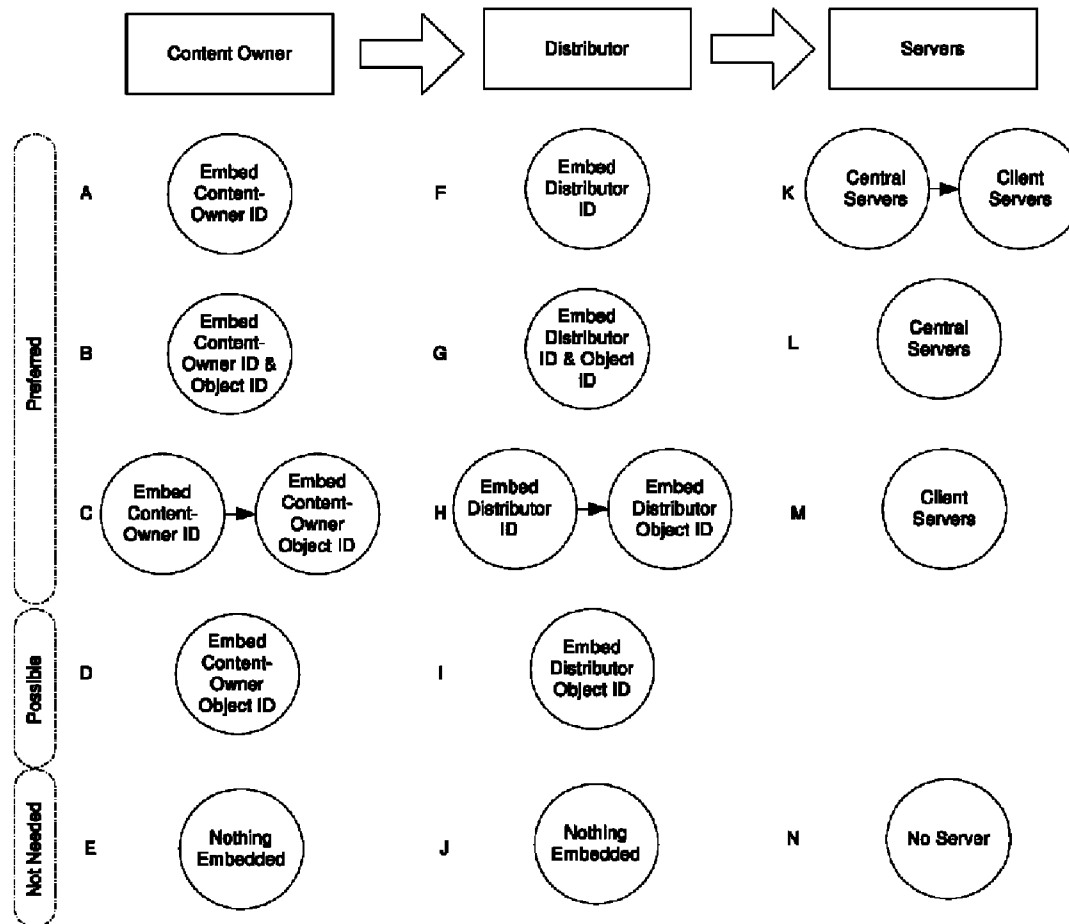 Content Owner
Distributor
Servers
Preferred
A
Embed
Content-
Owner ID
F
Embed
Distributor
ID
K
Central
Servers
Client
Servers
B
Embed
Content-
Owner ID &
Object ID
G
Embed
Distributor
ID & Object
ID
L
Central
Servers
C
Embed
Content-
Owner ID
Embed
Content-
Owner
Object ID
H
Embed
Distributor
ID
Embed
Distributor
Object ID
M
Client
Servers
Possible
D
Embed
Content-
Owner
Object ID
I
Embed
Distributor
Object ID
Not Needed
E
Nothing
Embedded
J
Nothing
Embedded
N
No Server